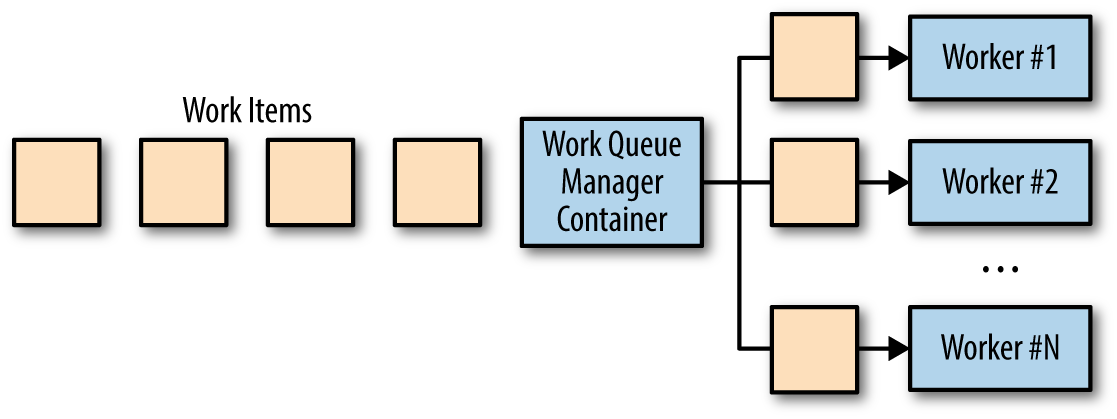 Work Items
Work Queue
Manager
Container
Worker #1
Worker #2
...
Worker #N